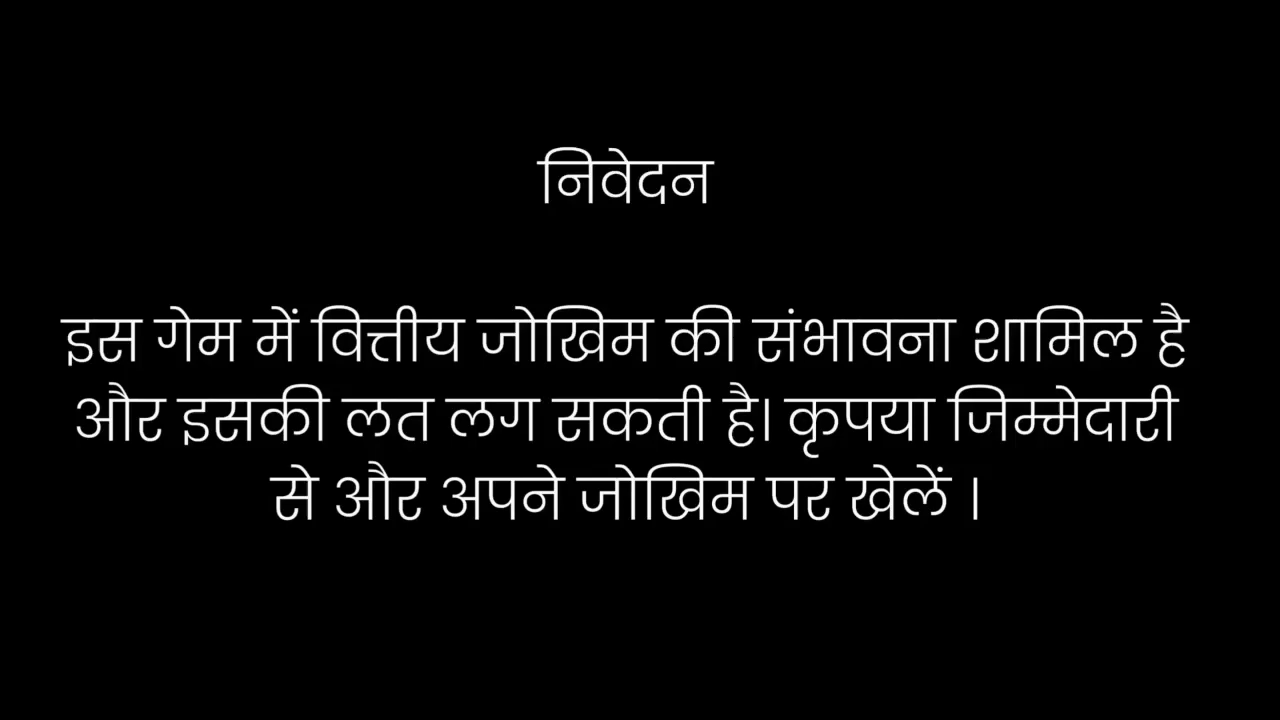 निवेदन
इस गेम में वित्तीय जोखिम की संभावना शामिल है
और इसकी लत लग सकती है। कृपया जिम्मेदारी
से और अपने जोखिम पर खेलें ।